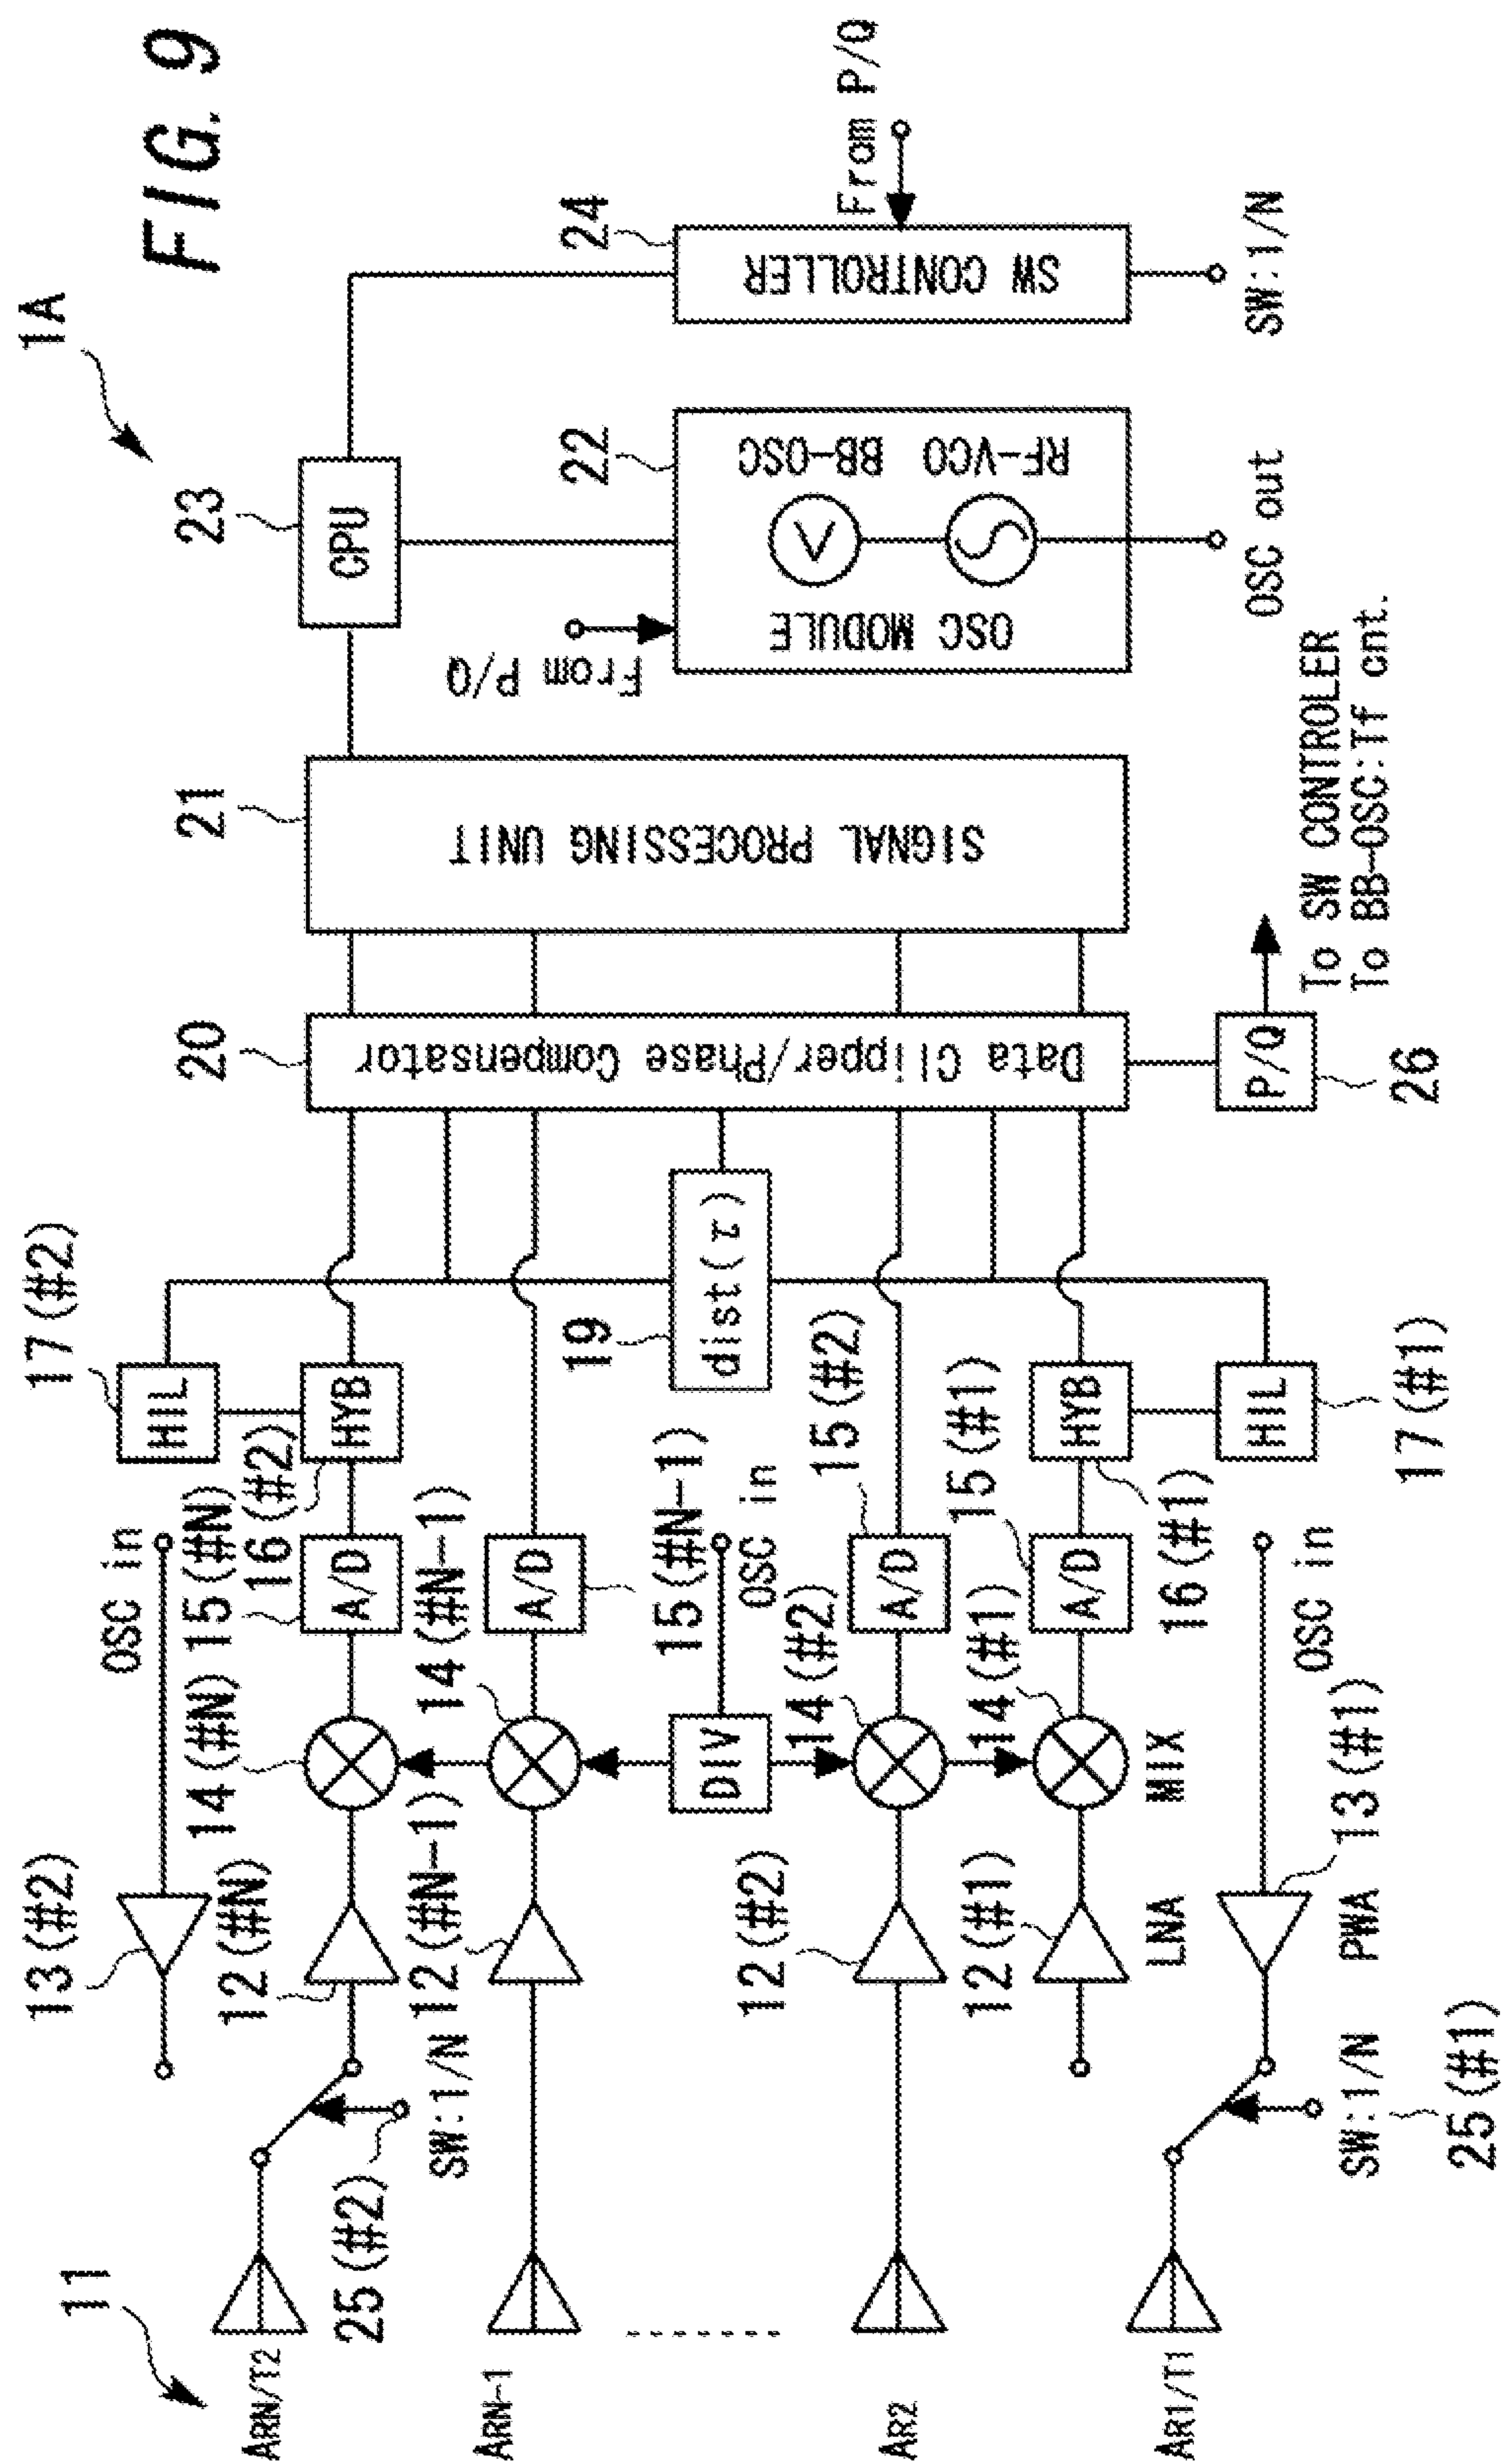 FIG. 9
1A
11
ARN/T2
ARN-1
AR2
AR1/T1
25(#2)
SW:1/N
SW:1/N
25(#1)
13(#2)
12(#N)
12(#N-1)
12(#2)
12(#1)
LNA
PWA
13(#1)
OSC in
14(#N)
14(#N-1)
DIV
OSC in
14(#2)
14(#1)
MIX
OSC in
15(#N)
A/D
A/D
15(#N-1)
15(#2)
A/D
15(#1)
A/D
17(#2)
HIL
16(#2)
HYB
HYB
16(#1)
HIL
17(#1)
19
dist(τ)
20
Data Clipper/Phase Compensator
P/Q
26
To SW CONTROLER
To BB-OSC:Tf cnt.
21
SIGNAL PROCESSING UNIT
23
CPU
22
From P/Q
OSC MODULE
RF-VCO BB-OSC
V
OSC out
24
SW CONTROLLER
From P/Q
SW:1/N